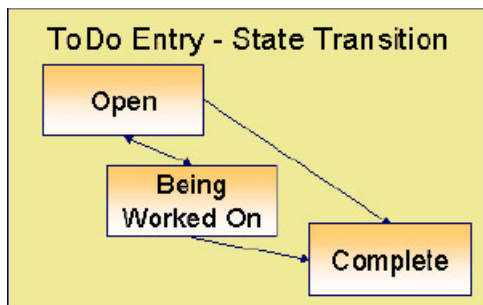 ToDo Entry - State Transition
Open
Being
Worked On
Complete